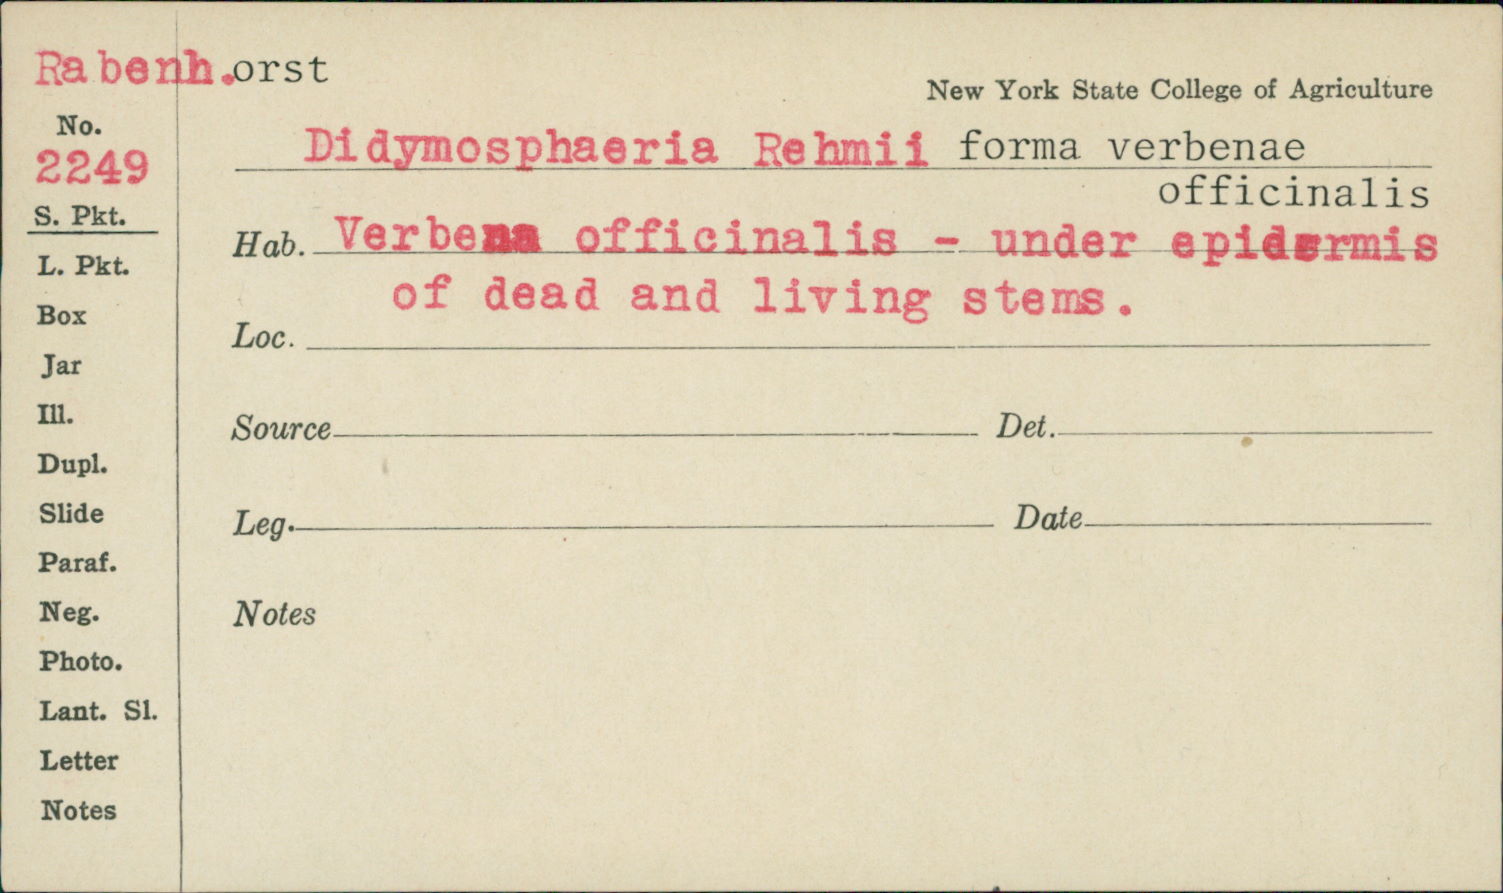 Rabenh.orst
New York State College of Agriculture
No.
2249
Didymosphaeria Rehmii forma verbenae
officinalis
S. Pkt.
Hab. Verbena officinalis - under epidermis
of dead and living stems.
L. Pkt.
Box
Loc.
Jar
Ill.
Source Det.
Dupl.
Slide
Leg. Date
Paraf.
Neg.
Notes
Photo.
Lant. Sl.
Letter
Notes